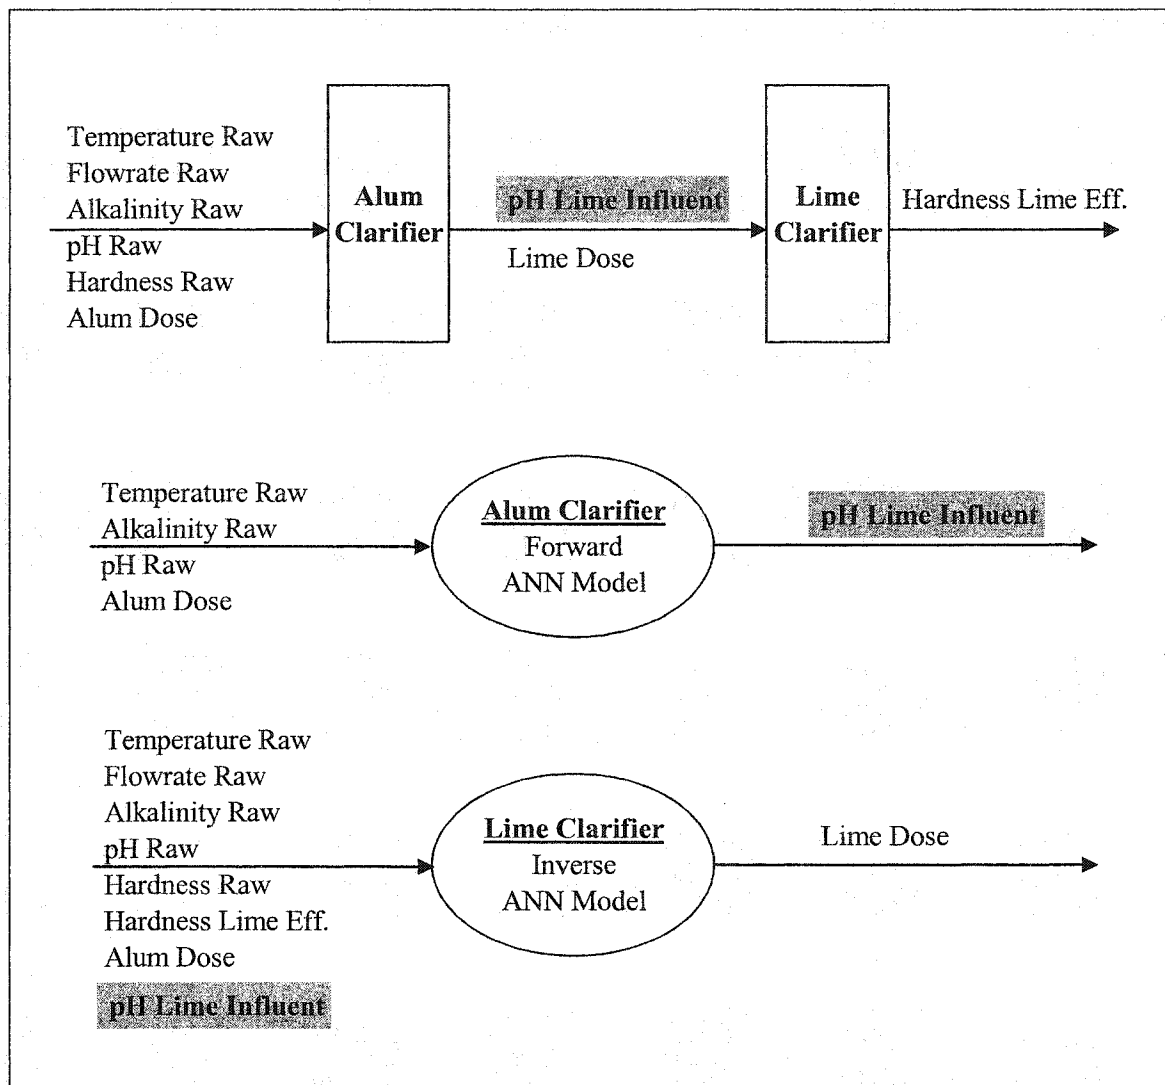 Temperature Raw
Flowrate Raw
Alkalinity Raw
pH Raw
Hardness Raw
Alum Dose
Alum
Clarifier
pH Lime Influent
Lime Dose
Lime
Clarifier
Hardness Lime Eff.
Temperature Raw
Alkalinity Raw
pH Raw
Alum Dose
Alum Clarifier
Forward
ANN Model
pH Lime Influent
Temperature Raw
Flowrate Raw
Alkalinity Raw
pH Raw
Hardness Raw
Hardness Lime Eff.
Alum Dose
pH Lime Influent
Lime Clarifier
Inverse
ANN Model
Lime Dose